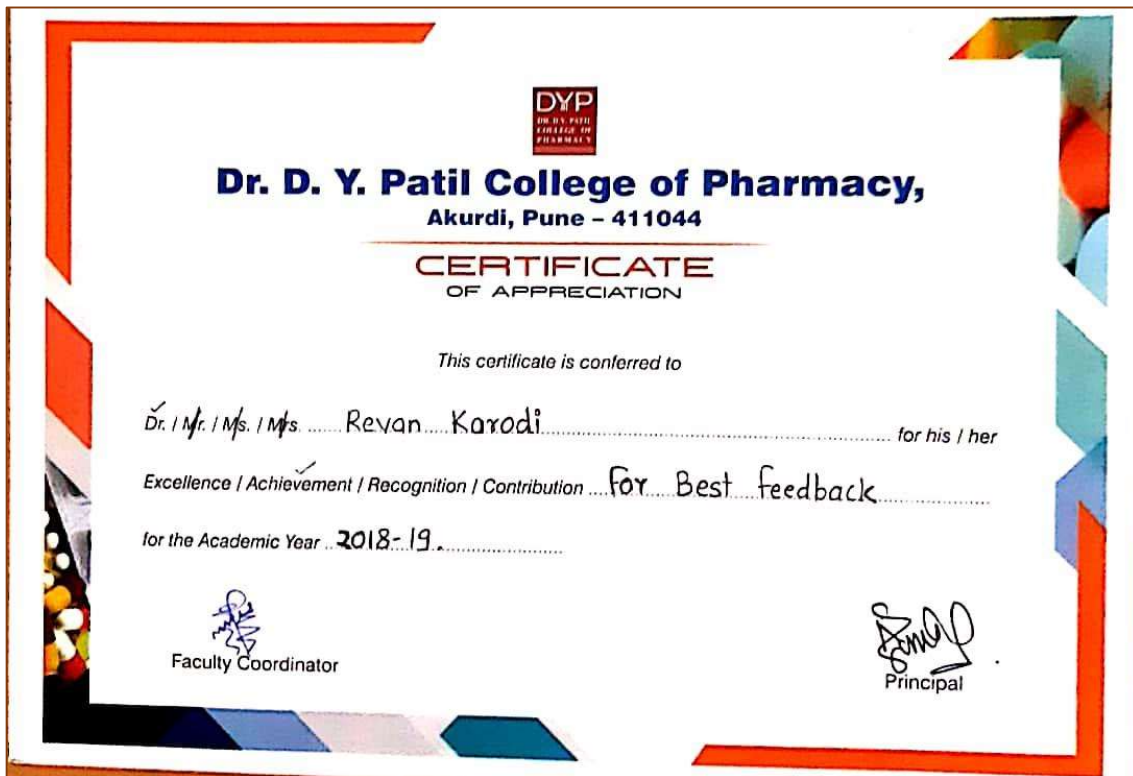 DYP
DR. D.Y. PATIL
COLLEGE OF
PHARMACY
Dr. D. Y. Patil College of Pharmacy,
Akurdi, Pune – 411044
CERTIFICATE
OF APPRECIATION
This certificate is conferred to
Dr. / Mr. / Ms. / Mrs. ...... Revan Karodi ...... for his / her
Excellence / Achievement / Recognition / Contribution .... For Best feedback
for the Academic Year .. 2018-19. ......
Faculty Coordinator
Principal